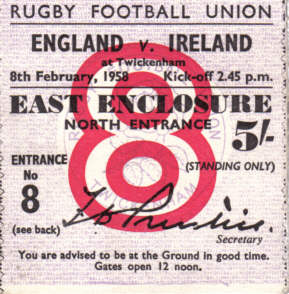 RUGBY FOOTBALL UNION
ENGLAND v. IRELAND
at Twickenham
8th February, 1958 Kick-off 2.45 p.m.
EAST ENCLOSURE
NORTH ENTRANCE 5/-
ENTRANCE (STANDING ONLY)
No
8 8
(see back) Secretary
You are advised to be at the Ground in good time.
Gates open 12 noon.